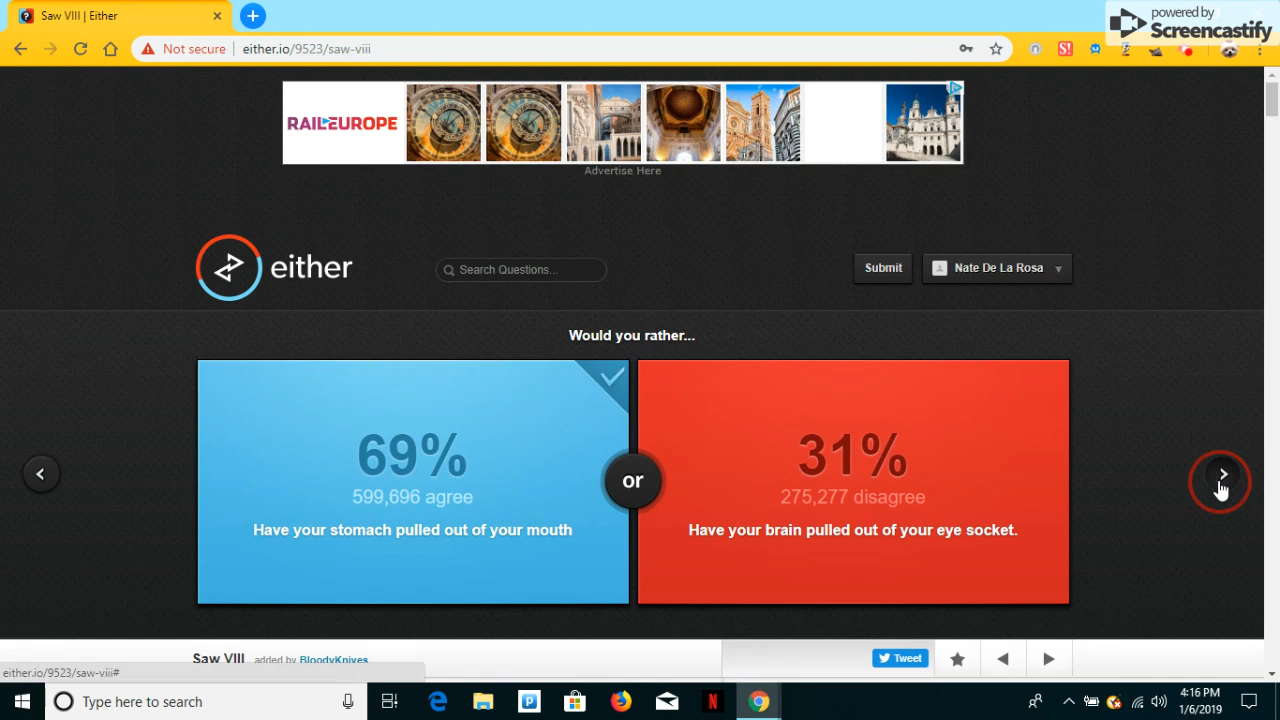 Saw VIII | Either
powered by
Screencastify
Not secure
either.io/9523/saw-viii
RAILEUROPE
Advertise Here
either
Search Questions...
Submit
Nate De La Rosa
Would you rather...
69%
599,696 agree
Have your stomach pulled out of your mouth
or
31%
275,277 disagree
Have your brain pulled out of your eye socket.
Saw VIII added by BloodyKnives
Tweet
either.io/9523/saw-viii#
Type here to search
4:16 PM
1/6/2019